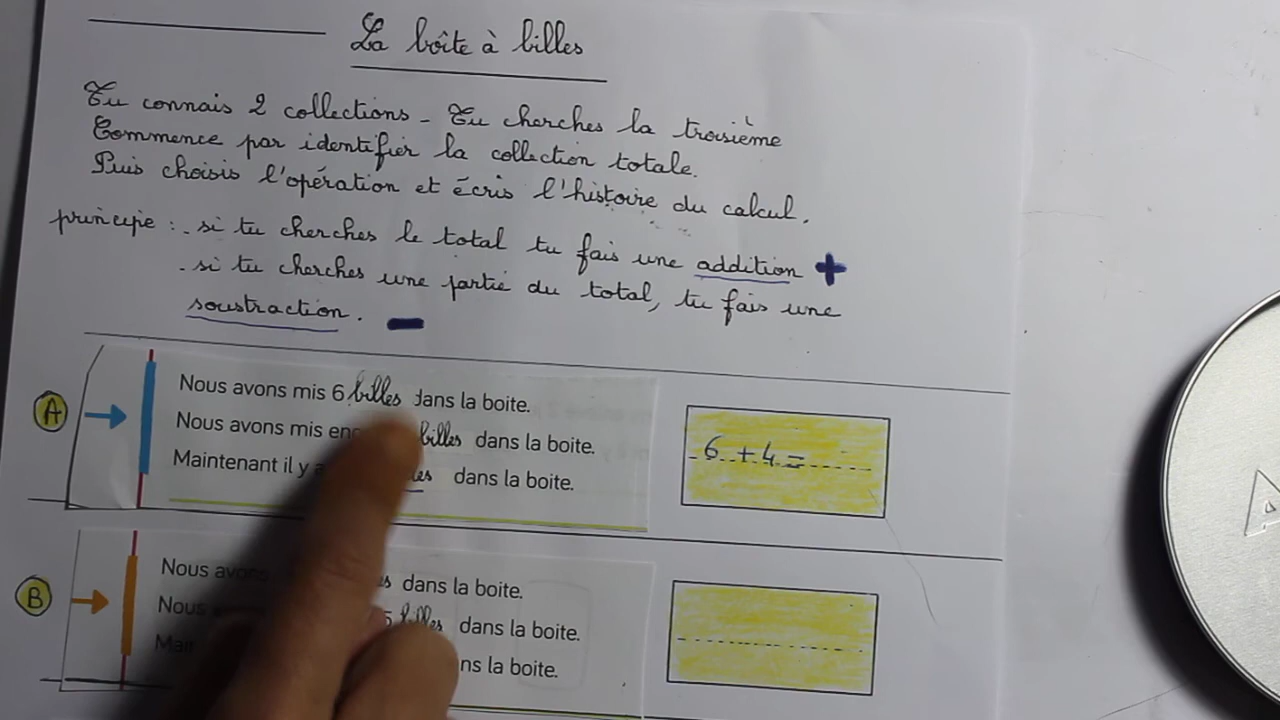 La boîte à billes
Tu connais 2 collections - Tu cherches la troisième
Commence par identifier la collection totale.
Puis choisis l'opération et écris l'histoire du calcul.
principe : - si tu cherches le total tu fais une addition +
- si tu cherches une partie du total, tu fais une
soustraction. -
A
Nous avons mis 6 billes dans la boite.
Nous avons mis billes dans la boite.
Maintenant il y dans la boite.
6 + 4 =
B
Nous dans la boite.
Nous 5 billes dans la boite.
la boite.
A